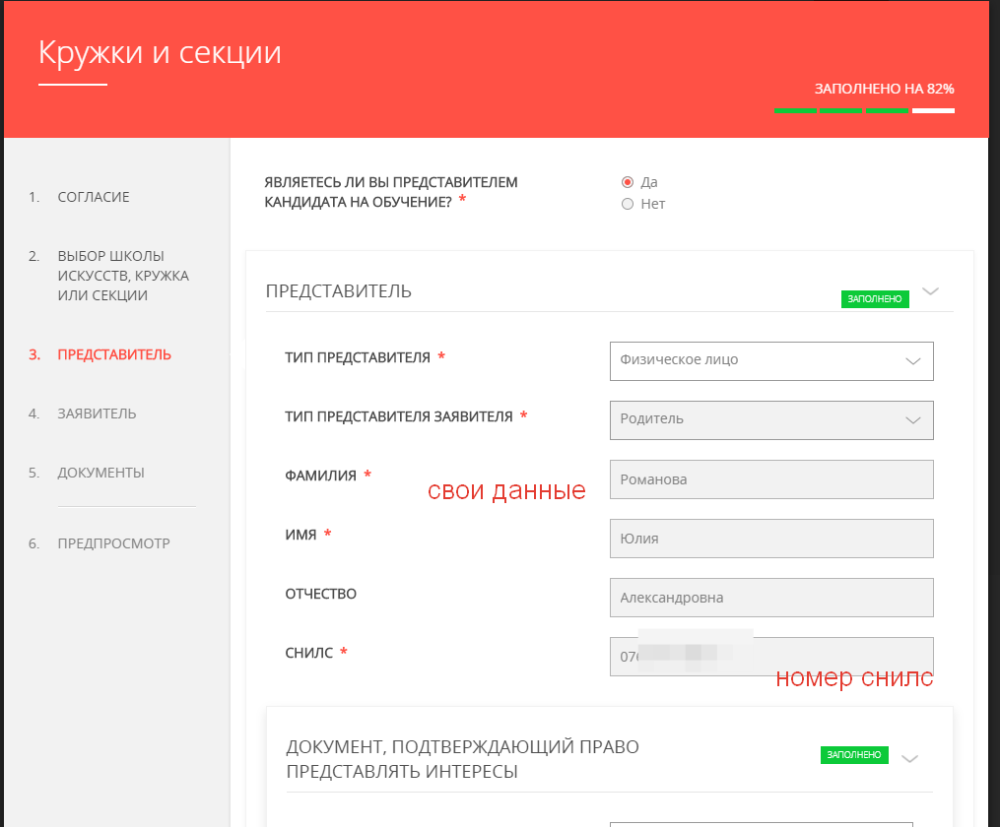 Кружки и секции
ЗАПОЛНЕНО НА 82%
1. СОГЛАСИЕ
2. ВЫБОР ШКОЛЫ
ИСКУССТВ, КРУЖКА
ИЛИ СЕКЦИИ
3. ПРЕДСТАВИТЕЛЬ
4. ЗАЯВИТЕЛЬ
5. ДОКУМЕНТЫ
6. ПРЕДПРОСМОТР
ЯВЛЯЕТЕСЬ ЛИ ВЫ ПРЕДСТАВИТЕЛЕМ
КАНДИДАТА НА ОБУЧЕНИЕ? *
Да
Нет
ПРЕДСТАВИТЕЛЬ
ЗАПОЛНЕНО
ТИП ПРЕДСТАВИТЕЛЯ *
Физическое лицо
ТИП ПРЕДСТАВИТЕЛЯ ЗАЯВИТЕЛЯ *
Родитель
ФАМИЛИЯ *
свои данные
Романова
ИМЯ *
Юлия
ОТЧЕСТВО
Александровна
СНИЛС *
076
номер снилс
ДОКУМЕНТ, ПОДТВЕРЖДАЮЩИЙ ПРАВО
ПРЕДСТАВЛЯТЬ ИНТЕРЕСЫ
ЗАПОЛНЕНО